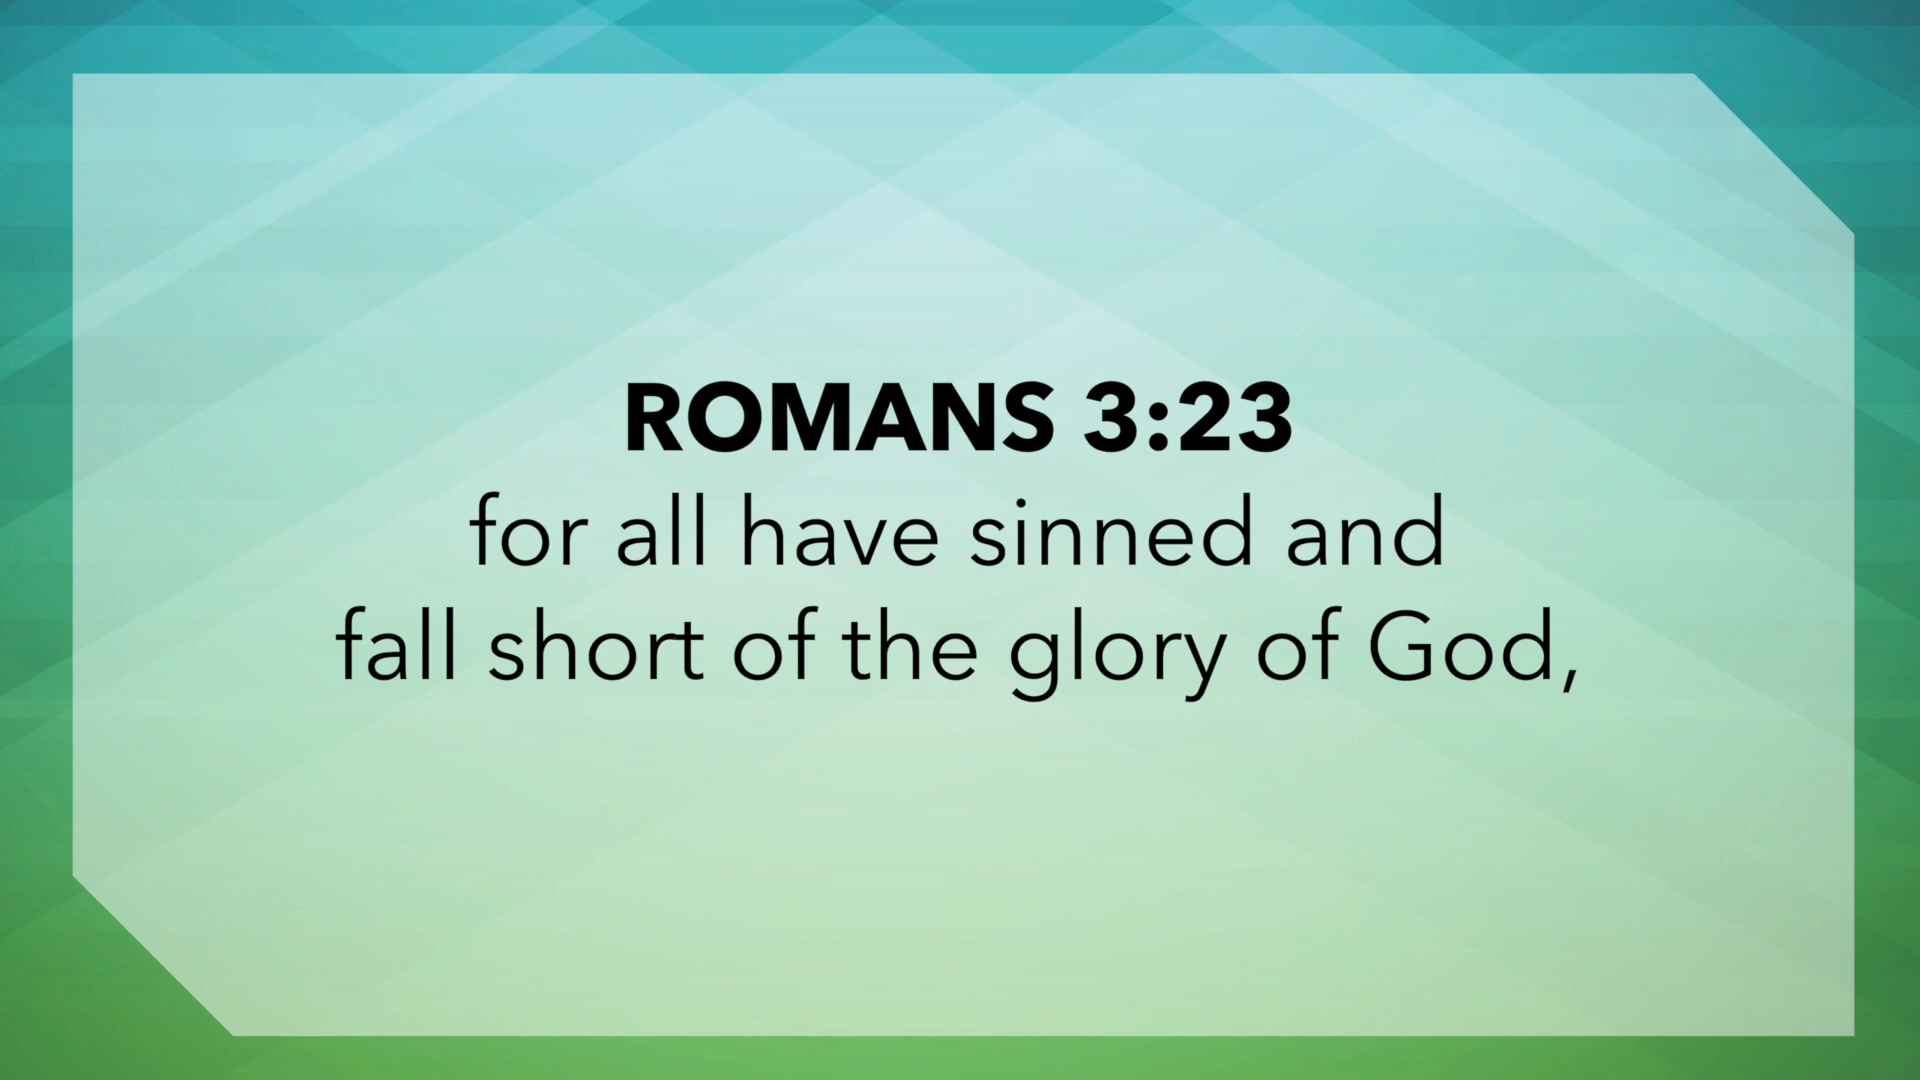 ROMANS 3:23
for all have sinned and
fall short of the glory of God,